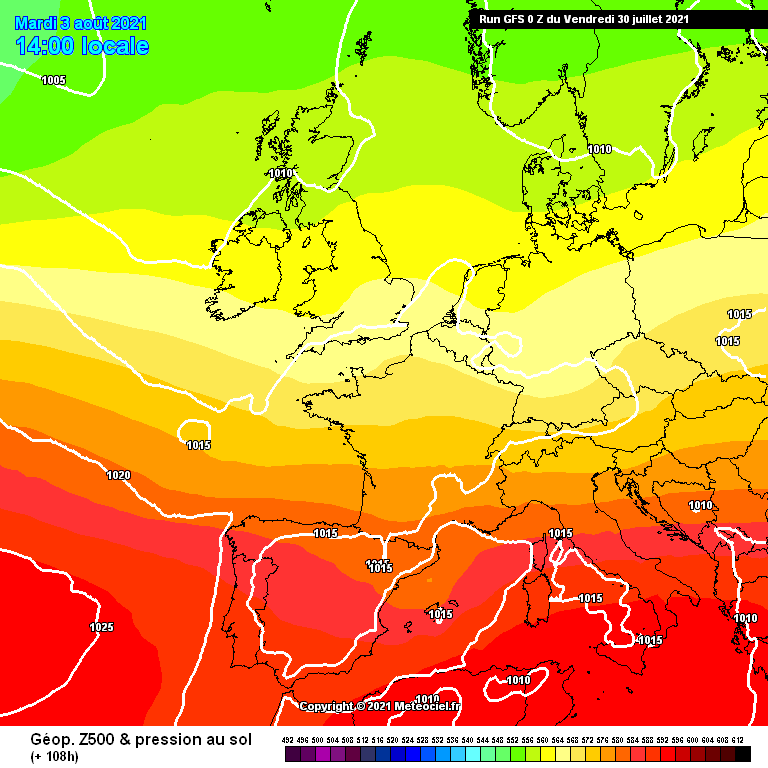 Mardi 3 août 2021
14:00 locale
Run GFS 0 Z du Vendredi 30 juillet 2021
1005
1010
1010
1015
1015
1015
1020
1010
1015
1015
1015
1015
1015
1015
1025
1010
1015
1010
1010
Copyright © 2021 Meteociel.fr
Géop. Z500 & pression au sol
(+ 108h)
492 496 500 504 508 512 516 520 524 528 532 536 540 544 548 552 556 560 564 568 572 576 580 584 588 592 596 600 604 608 612